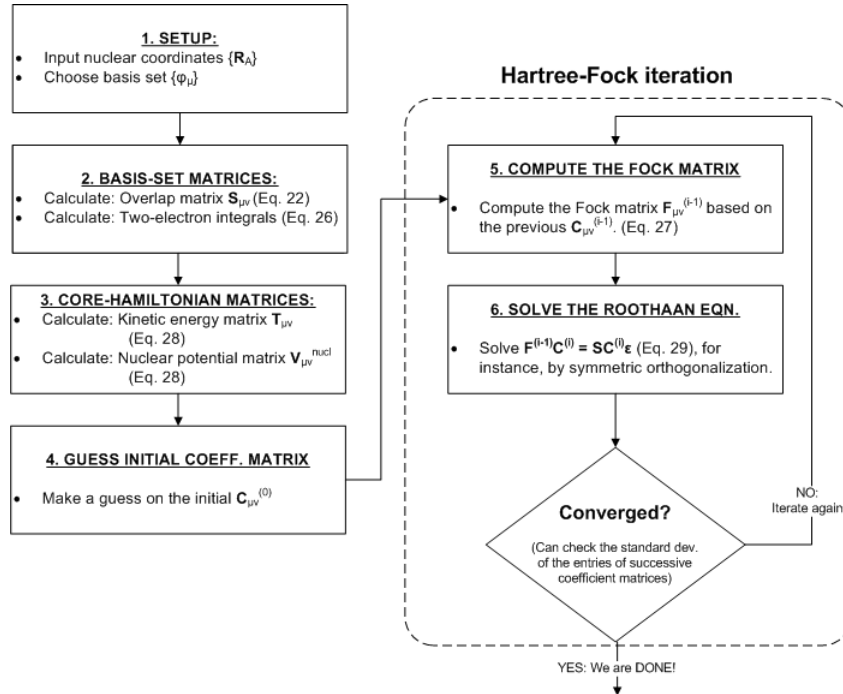 1. SETUP:
• Input nuclear coordinates {R_A}
• Choose basis set {φ_μ}
2. BASIS-SET MATRICES:
• Calculate: Overlap matrix S_μν (Eq. 22)
• Calculate: Two-electron integrals (Eq. 26)
3. CORE-HAMILTONIAN MATRICES:
• Calculate: Kinetic energy matrix T_μν
(Eq. 28)
• Calculate: Nuclear potential matrix V_μν^nucl
(Eq. 28)
4. GUESS INITIAL COEFF. MATRIX
• Make a guess on the initial C_μν^(0)
Hartree-Fock iteration
5. COMPUTE THE FOCK MATRIX
• Compute the Fock matrix F_μν^(i-1) based on
the previous C_μν^(i-1). (Eq. 27)
6. SOLVE THE ROOTHAAN EQN.
• Solve F^(i-1)C^(i) = SC^(i)ε (Eq. 29), for
instance, by symmetric orthogonalization.
Converged?
(Can check the standard dev.
of the entries of successive
coefficient matrices)
NO:
Iterate again
YES: We are DONE!